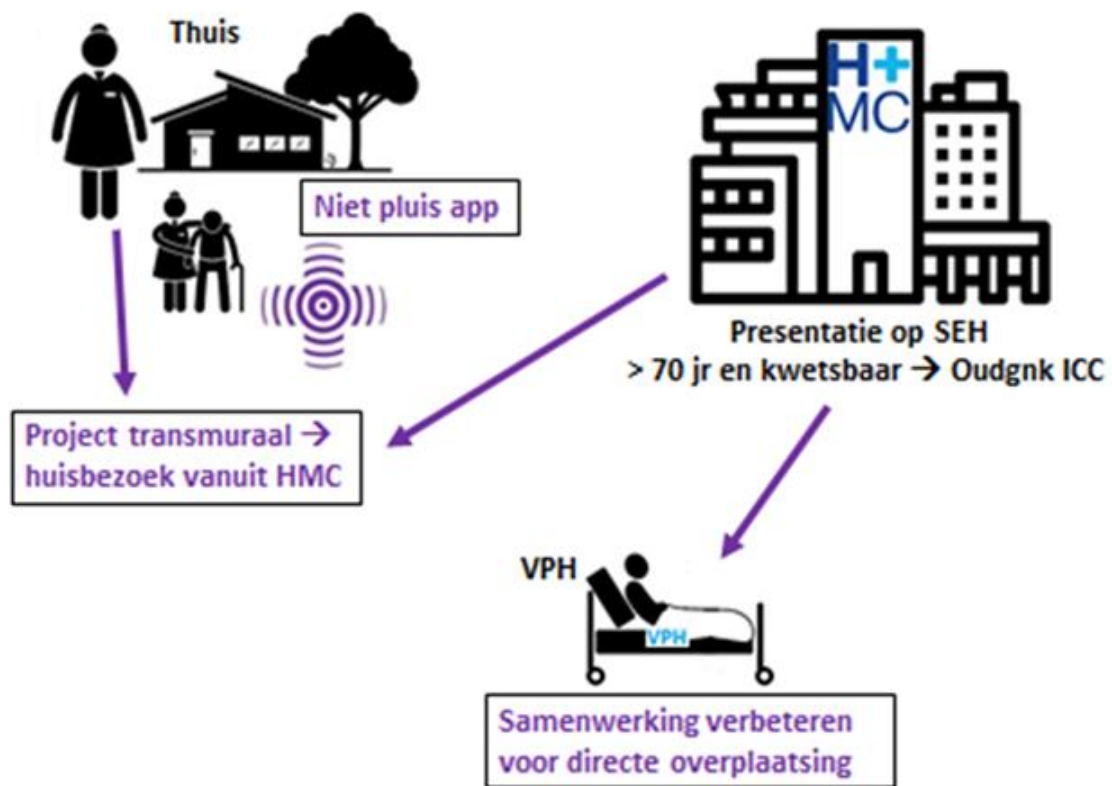 Thuis
Niet pluis app
H+
MC
Presentatie op SEH
> 70 jr en kwetsbaar → Oudgnk ICC
Project transmuraal →
huisbezoek vanuit HMC
VPH
VPH
Samenwerking verbeteren
voor directe overplaatsing